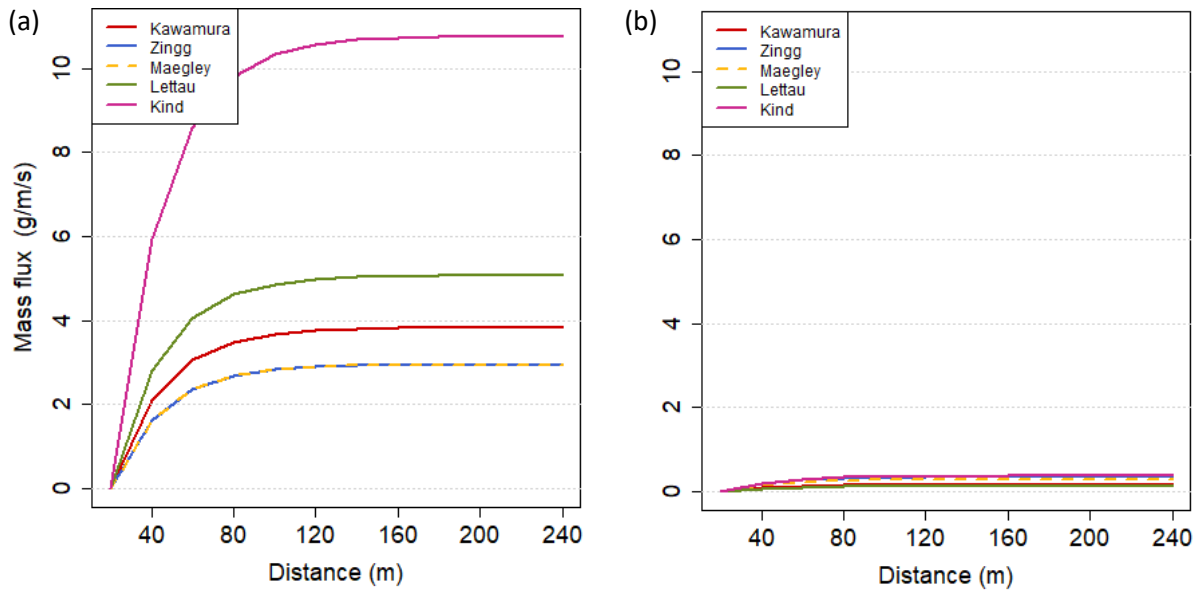 (a)
Kawamura
Zingg
Maegley
Lettau
Kind
10
8
6
4
2
0
Mass flux (g/m/s)
40 80 120 160 200 240
Distance (m)
(b)
Kawamura
Zingg
Maegley
Lettau
Kind
10
8
6
4
2
0
40 80 120 160 200 240
Distance (m)